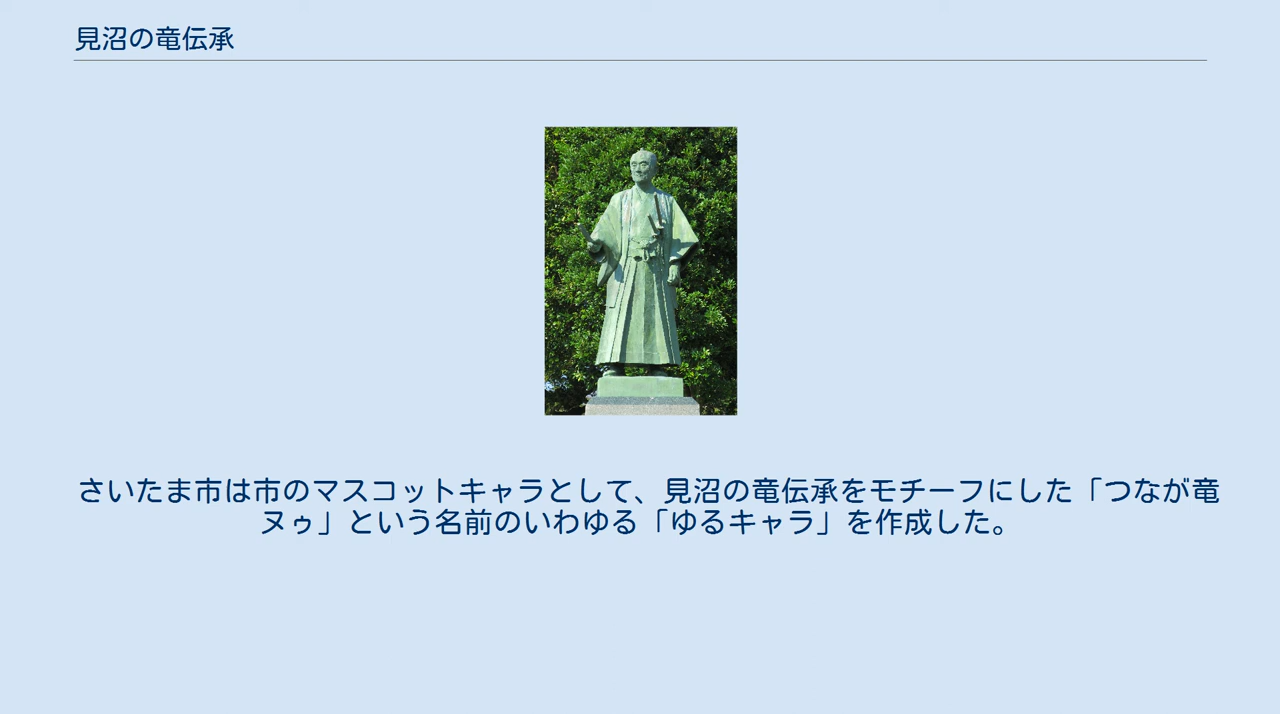 見沼の竜伝承
さいたま市は市のマスコットキャラとして、見沼の竜伝承をモチーフにした「つなが竜
ヌゥ」という名前のいわゆる「ゆるキャラ」を作成した。